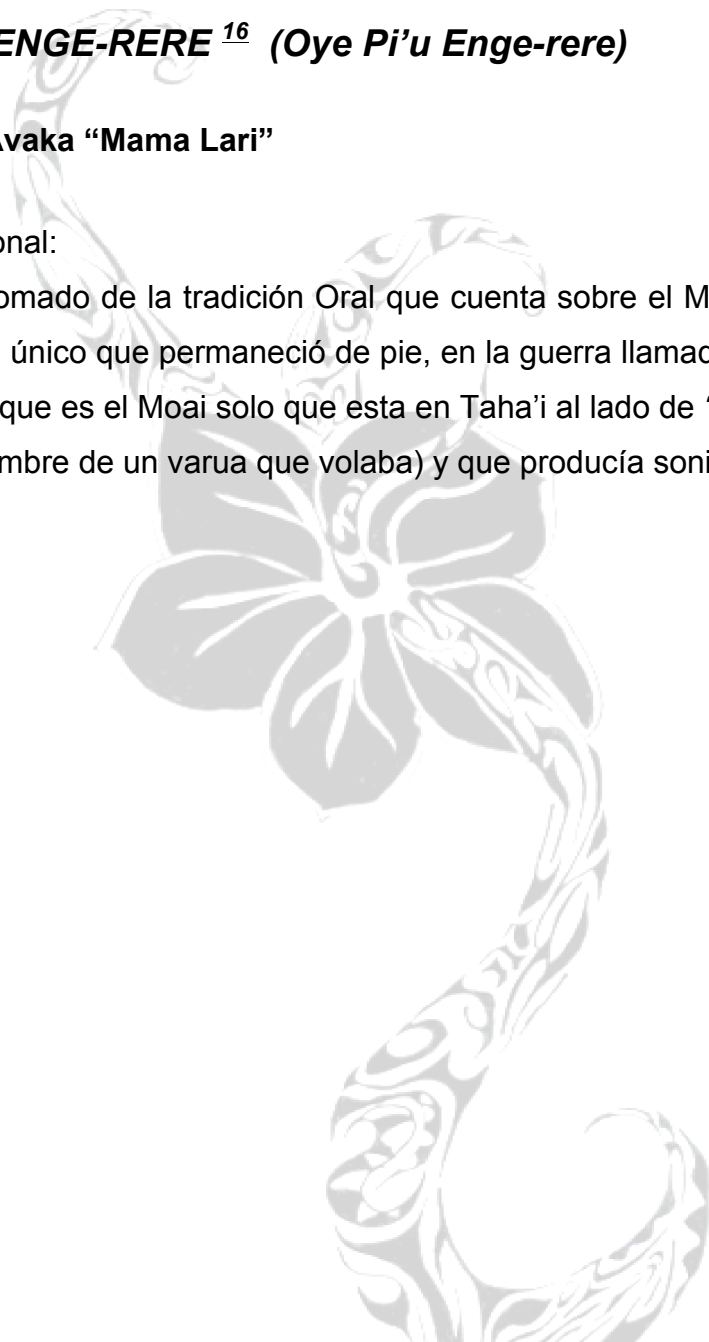 ENGE-RERE 16 (Oye Pi'u Enge-rere)
Avaka “Mama Lari”
onal:
omado de la tradición Oral que cuenta sobre el M
único que permaneció de pie, en la guerra llamad
que es el Moai solo que esta en Taha’i al lado de
mbre de un varua que volaba) y que producía soni